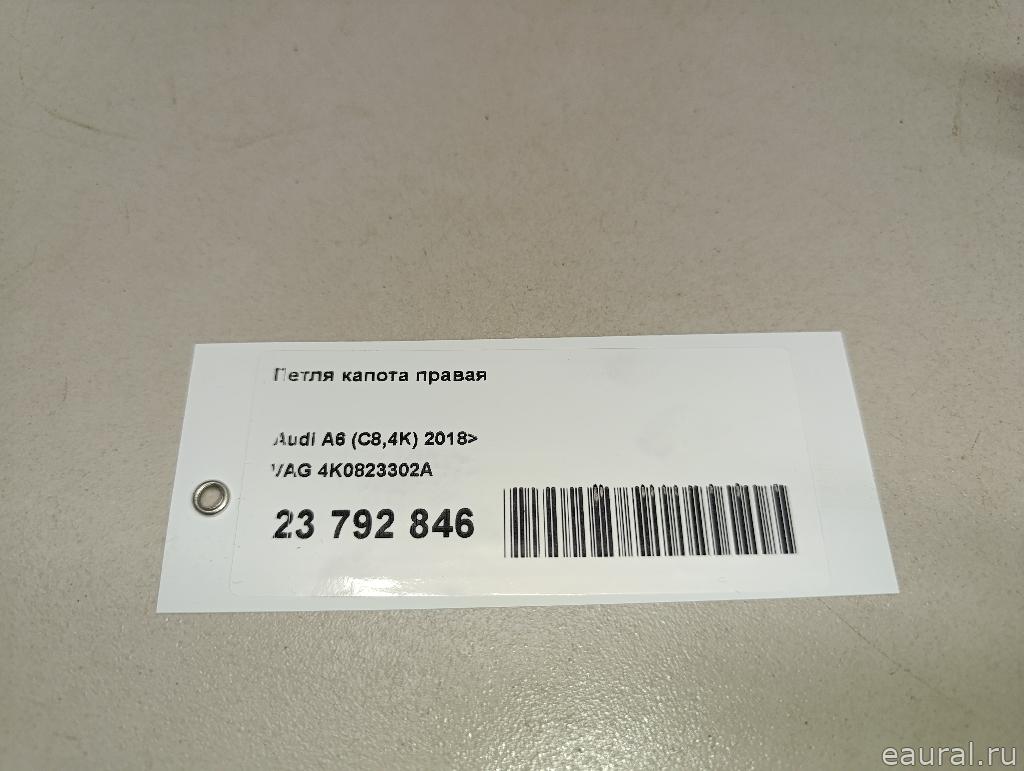 Петля капота правая
Audi A6 (C8,4K) 2018>
VAG 4K0823302A
23 792 846
eaural.ru